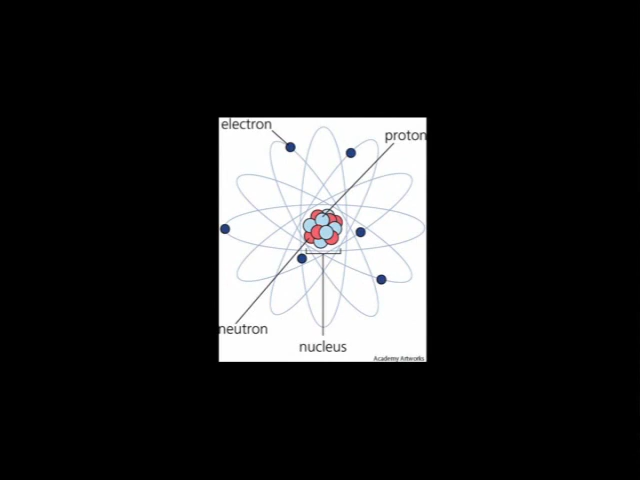 electron
proton
neutron
nucleus
Academy Artworks